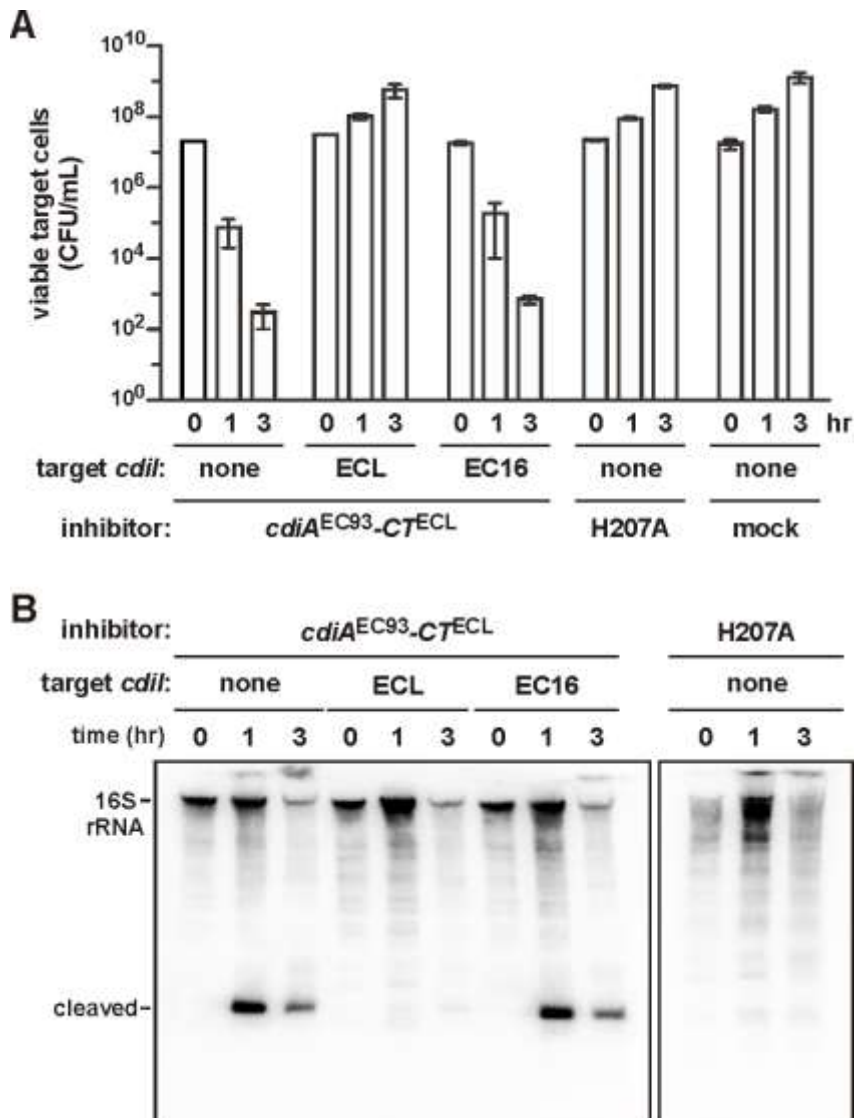 A
10^10
10^8
10^6
10^4
10^2
10^0
viable target cells
(CFU/mL)
0 1 3 0 1 3 0 1 3 0 1 3 0 1 3 hr
target cdiI: none ECL EC16 none none
inhibitor: cdiA^EC93-CT^ECL H207A mock
B
inhibitor: cdiA^EC93-CT^ECL H207A
target cdiI: none ECL EC16 none
time (hr) 0 1 3 0 1 3 0 1 3 0 1 3
16S
rRNA
cleaved